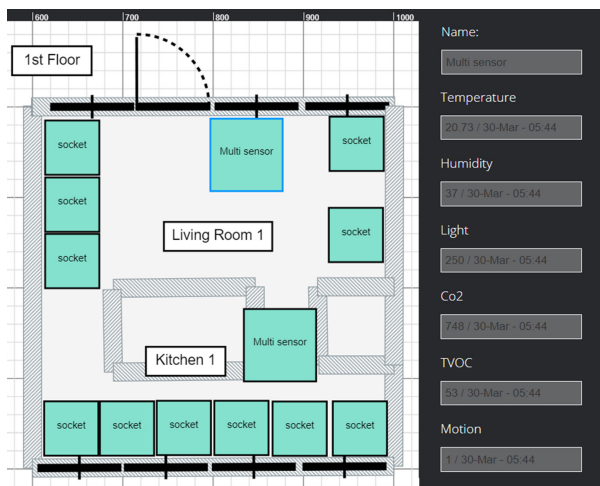 600 700 800 900 1000
1st Floor
socket
Multi sensor
socket
socket
Living Room 1
socket
socket
Multi sensor
Kitchen 1
socket socket socket socket socket socket
Name:
Multi sensor
Temperature
20.73 / 30-Mar - 05:44
Humidity
37 / 30-Mar - 05:44
Light
250 / 30-Mar - 05:44
Co2
748 / 30-Mar - 05:44
TVOC
53 / 30-Mar - 05:44
Motion
1 / 30-Mar - 05:44